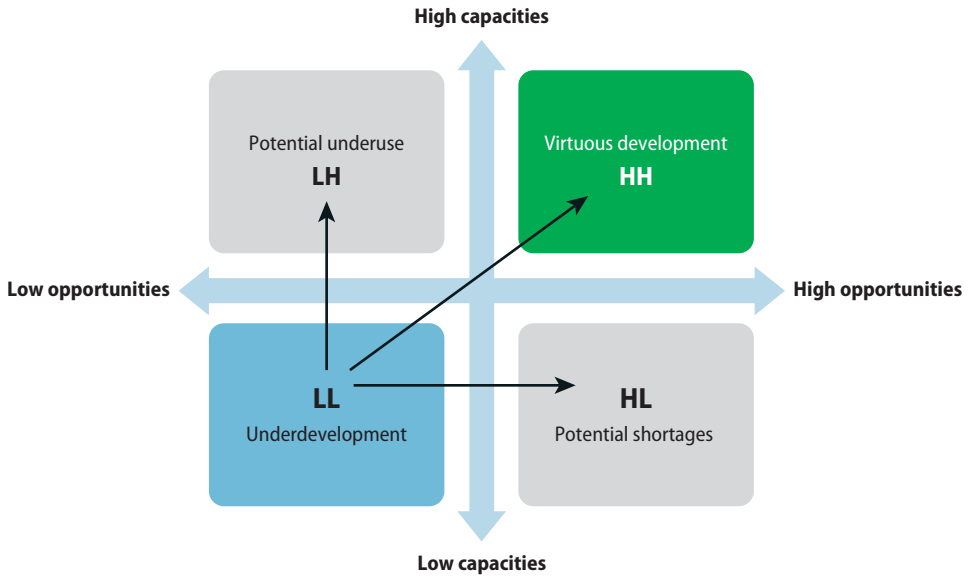 High capacities
Potential underuse
LH
Virtuous development
HH
Low opportunities
High opportunities
LL
Underdevelopment
HL
Potential shortages
Low capacities